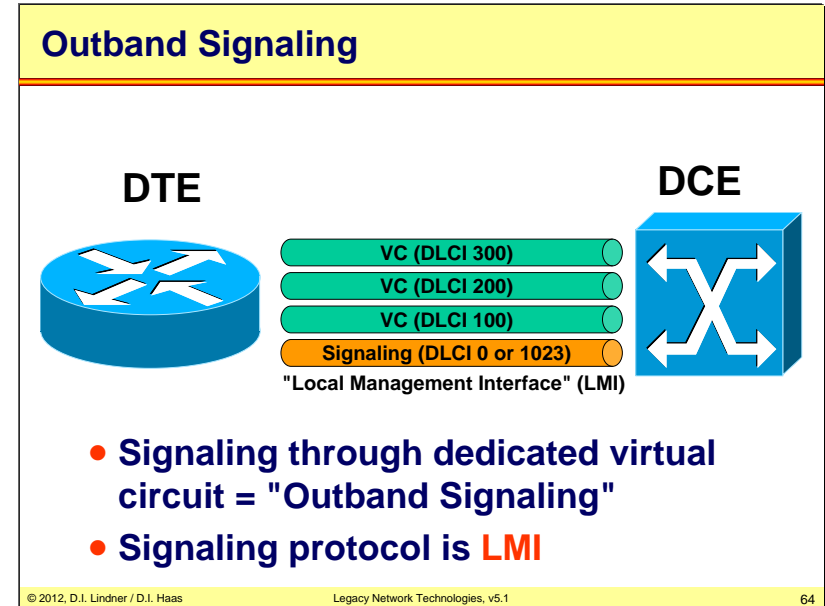 Outband Signaling
DTE
DCE
VC (DLCI 300)
VC (DLCI 200)
VC (DLCI 100)
Signaling (DLCI 0 or 1023)
"Local Management Interface" (LMI)
• Signaling through dedicated virtual
circuit = "Outband Signaling"
• Signaling protocol is LMI
© 2012, D.I. Lindner / D.I. Haas
Legacy Network Technologies, v5.1
64